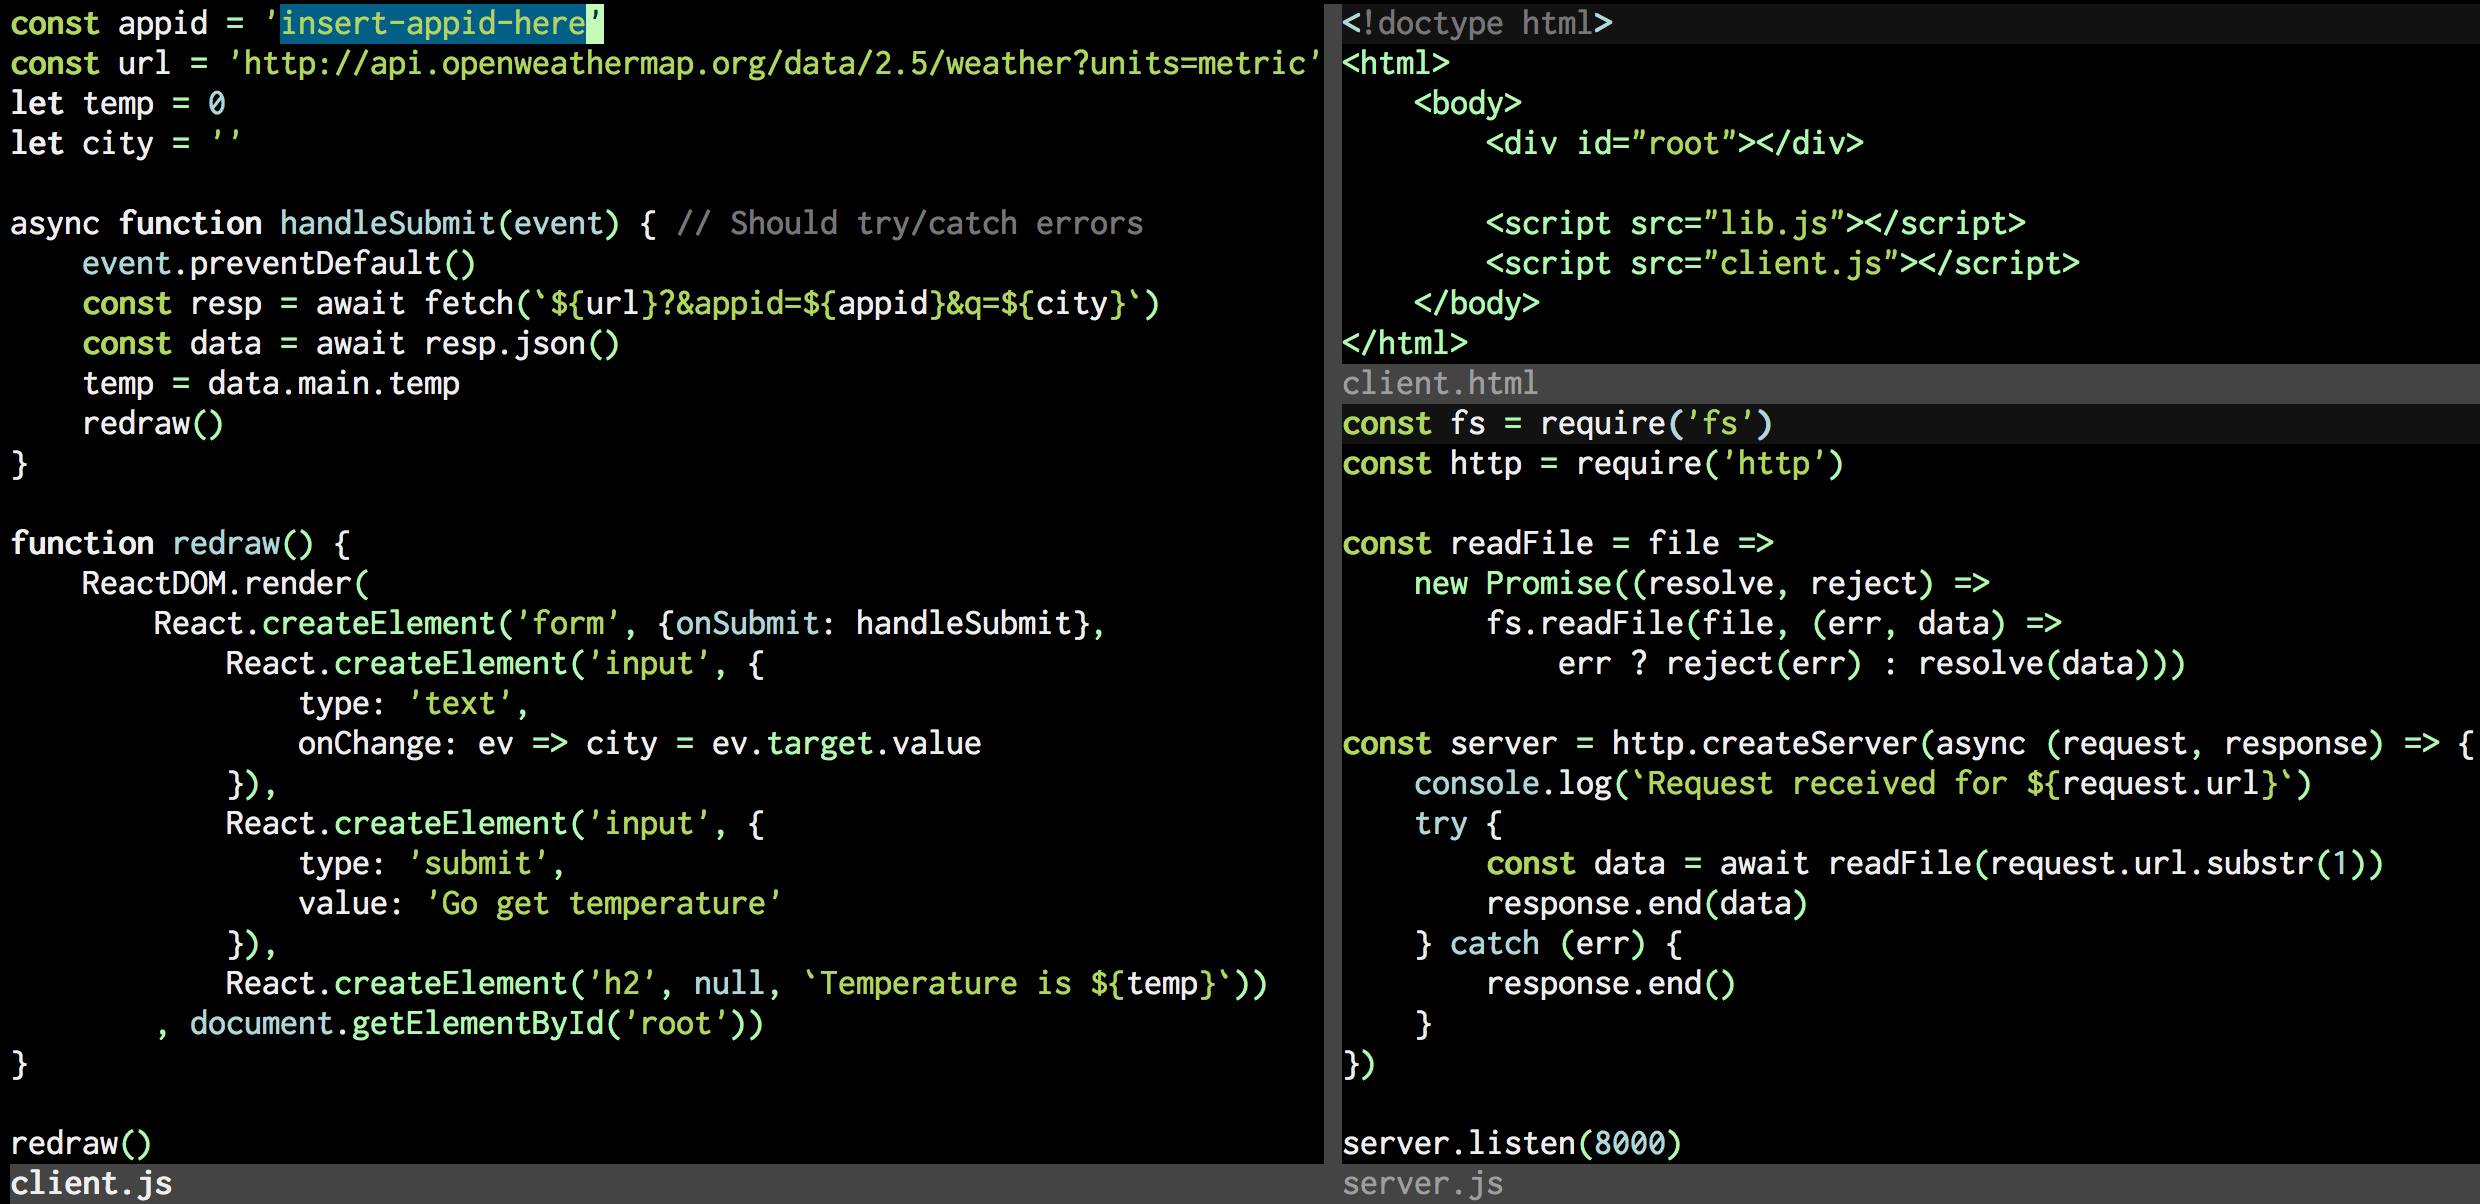 const appid = 'insert-appid-here'
const url = 'http://api.openweathermap.org/data/2.5/weather?units=metric'
let temp = 0
let city = ''

async function handleSubmit(event) { // Should try/catch errors
    event.preventDefault()
    const resp = await fetch(`${url}?&appid=${appid}&q=${city}`)
    const data = await resp.json()
    temp = data.main.temp
    redraw()
}

function redraw() {
    ReactDOM.render(
        React.createElement('form', {onSubmit: handleSubmit},
            React.createElement('input', {
                type: 'text',
                onChange: ev => city = ev.target.value
            }),
            React.createElement('input', {
                type: 'submit',
                value: 'Go get temperature'
            }),
            React.createElement('h2', null, `Temperature is ${temp}`))
        , document.getElementById('root'))
}

redraw()
client.js
<!doctype html>
<html>
    <body>
        <div id="root"></div>

        <script src="lib.js"></script>
        <script src="client.js"></script>
    </body>
</html>
client.html
const fs = require('fs')
const http = require('http')

const readFile = file =>
    new Promise((resolve, reject) =>
        fs.readFile(file, (err, data) =>
            err ? reject(err) : resolve(data)))

const server = http.createServer(async (request, response) => {
    console.log(`Request received for ${request.url}`)
    try {
        const data = await readFile(request.url.substr(1))
        response.end(data)
    } catch (err) {
        response.end()
    }
})

server.listen(8000)
server.js